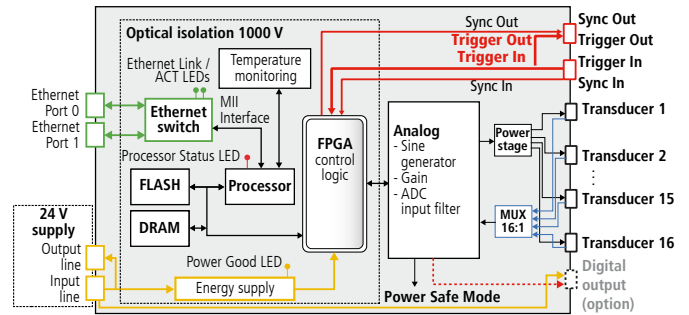 Optical isolation 1000 V
Sync Out
Sync Out
Trigger Out
Trigger Out
Trigger In
Trigger In
Sync In
Sync In
Ethernet Link /
ACT LEDs
Temperature
monitoring
Ethernet
Port 0
Ethernet
Port 1
Ethernet
switch
MII
Interface
Processor Status LED
FLASH
Processor
DRAM
FPGA
control
logic
Analog
- Sine
generator
- Gain
- ADC
input filter
Power
stage
MUX
16:1
Transducer 1
Transducer 2
⋮
Transducer 15
Transducer 16
24 V
supply
Output
line
Input
line
Power Good LED
Energy supply
Power Safe Mode
Digital
output
(option)